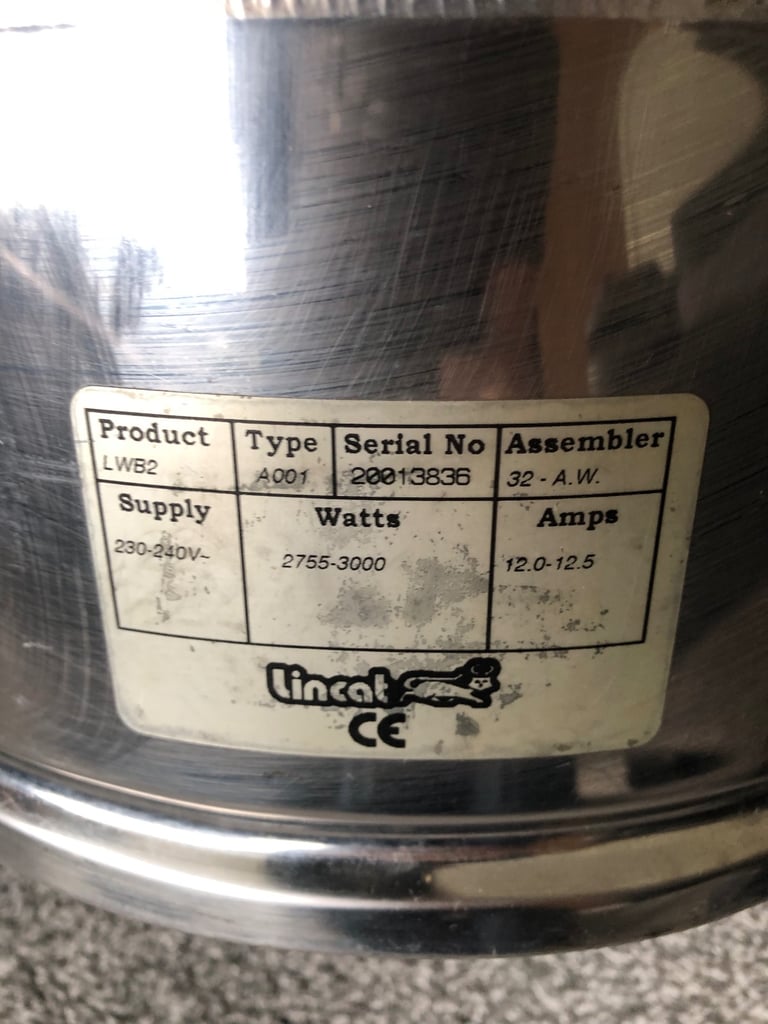 Product Type Serial No Assembler
LWB2 A001 20013836 32 - A.W.
Supply Watts Amps
230-240V~ 2755-3000 12.0-12.5
Lincat
CE